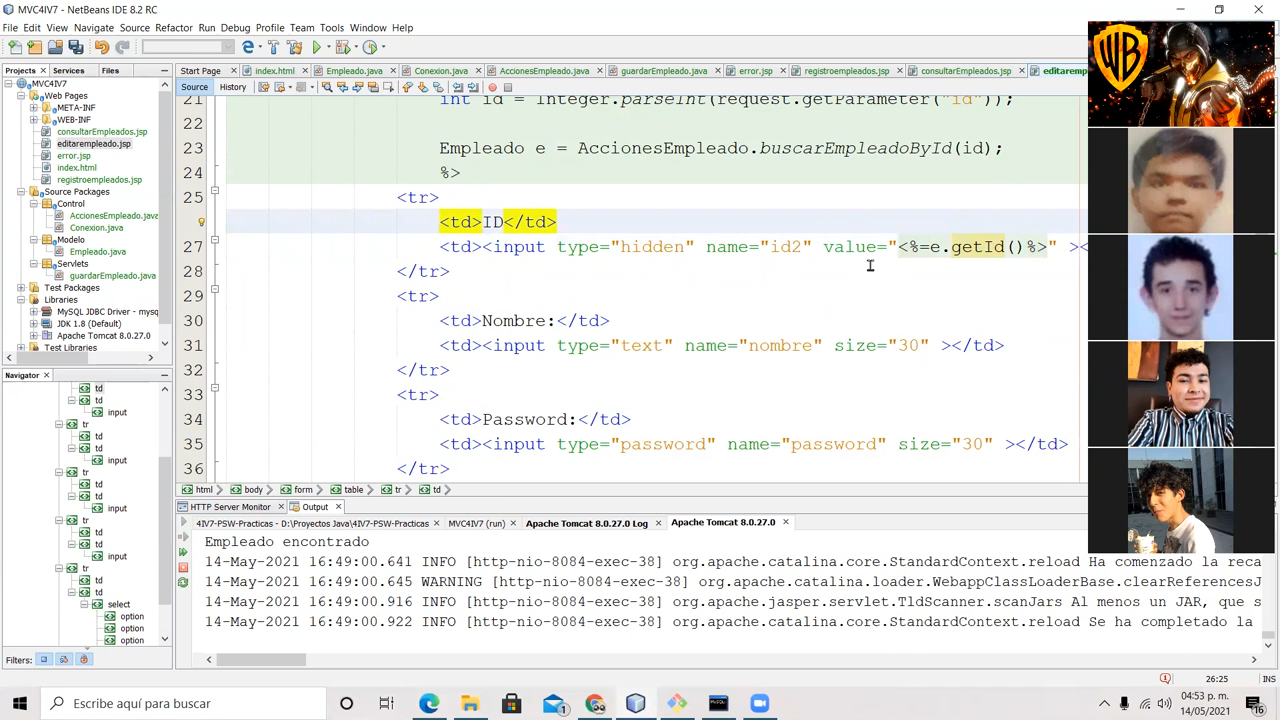 MVC4IV7 - NetBeans IDE 8.2 RC
File Edit View Navigate Source Refactor Run Debug Profile Team Tools Window Help
Projects Services Files
Start Page index.html Empleado.java Conexion.java AccionesEmpleado.java guardarEmpleado.java error.jsp registroempleados.jsp consultarEmpleado.jsp editarempl
Source History
MVC4IV7
Web Pages
META-INF
WEB-INF
consultarEmpleados.jsp
editarempleado.jsp
error.jsp
index.html
registroempleados.jsp
Source Packages
Control
AccionesEmpleado.java
Conexion.java
Modelo
Empleado.java
Servlets
guardarEmpleado.java
Test Packages
Libraries
MySQL JDBC Driver - mysq
JDK 1.8 (Default)
Apache Tomcat 8.0.27.0
Test Libraries
21 int id = Integer.parseInt(request.getParameter("id"));
22
23 Empleado e = AccionesEmpleado.buscarEmpleadoById(id);
24 %>
25 <tr>
<td>ID</td>
27 <td><input type="hidden" name="id2" value="<%=e.getId()%>" ><
28 </tr>
29 <tr>
30 <td>Nombre:</td>
31 <td><input type="text" name="nombre" size="30" ></td>
32 </tr>
33 <tr>
34 <td>Password:</td>
35 <td><input type="password" name="password" size="30" ></td>
36 </tr>
html body form table tr td
Navigator
td
td
input
tr
td
td
input
tr
td
td
input
tr
td
td
input
tr
td
td
select
option
option
option
Filters:
HTTP Server Monitor Output
4IV7-PSW-Practicas - D:\Proyectos Java\4IV7-PSW-Practicas MVC4IV7 (run) Apache Tomcat 8.0.27.0 Log Apache Tomcat 8.0.27.0
Empleado encontrado
14-May-2021 16:49:00.641 INFO [http-nio-8084-exec-38] org.apache.catalina.core.StandardContext.reload Ha comenzado la reca
14-May-2021 16:49:00.645 WARNING [http-nio-8084-exec-38] org.apache.catalina.loader.WebappClassLoaderBase.clearReferencesJ
14-May-2021 16:49:00.916 INFO [http-nio-8084-exec-38] org.apache.jasper.servlet.TldScanner.scanJars Al menos un JAR, que s
14-May-2021 16:49:00.922 INFO [http-nio-8084-exec-38] org.apache.catalina.core.StandardContext.reload Se ha completado la
26:25 INS
Escribe aquí para buscar
04:53 p. m.
14/05/2021
16